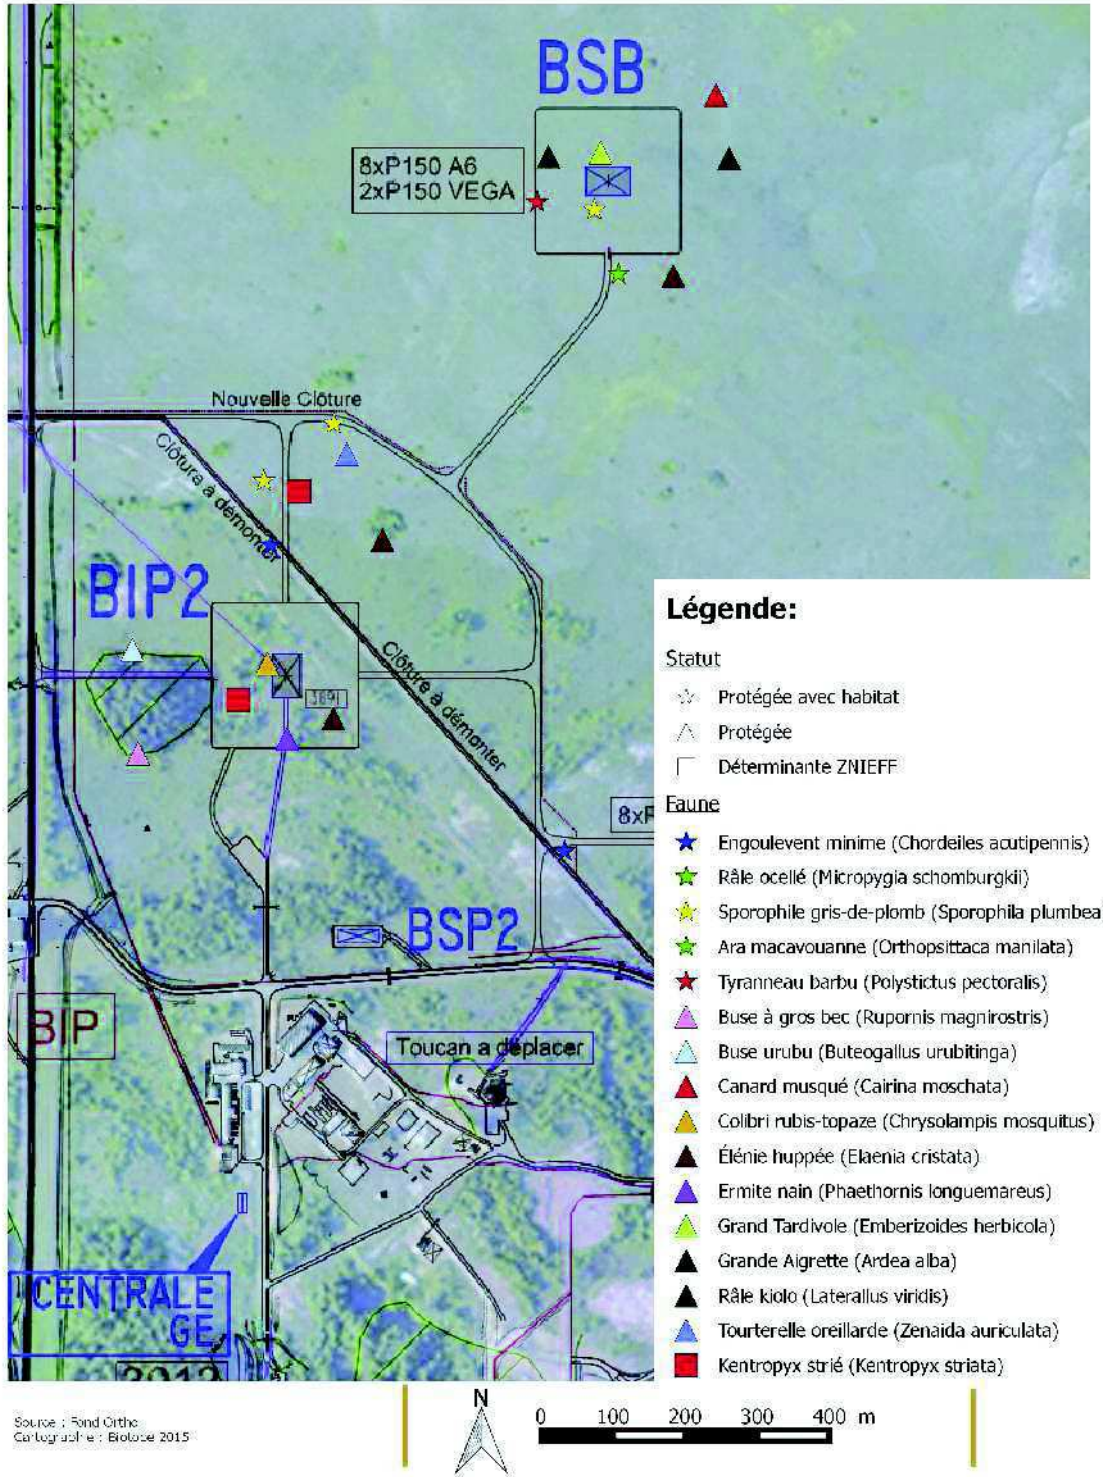 BSB
8xP150 A6
2xP150 VEGA
Nouvelle Clôture
Clôtura à démonter
BIP2
Clôture à démonter
3891
8xP
BSP2
BIP
Toucan a déplacer
CENTRALE
GE
Légende:
Statut
Protégée avec habitat
Protégée
Déterminante ZNIEFF
Faune
Engoulevent minime (Chordeiles acutipennis)
Râle ocellé (Micropygia schomburgkii)
Sporophile gris-de-plomb (Sporophila plumbea
Ara macavouanne (Orthopsittaca manilata)
Tyranneau barbu (Polystictus pectoralis)
Buse à gros bec (Rupornis magnirostris)
Buse urubu (Buteogallus urubitinga)
Canard musqué (Cairina moschata)
Colibri rubis-topaze (Chrysolampis mosquitus)
Élénie huppée (Elaenia cristata)
Ermite nain (Phaethornis longuemareus)
Grand Tardivole (Emberizoides herbicola)
Grande Aigrette (Ardea alba)
Râle kiolo (Laterallus viridis)
Tourterelle oreillarde (Zenaida auriculata)
Kentropyx strié (Kentropyx striata)
N
0 100 200 300 400 m
Source : Fond Ortho
Cartographie : Biotope 2015